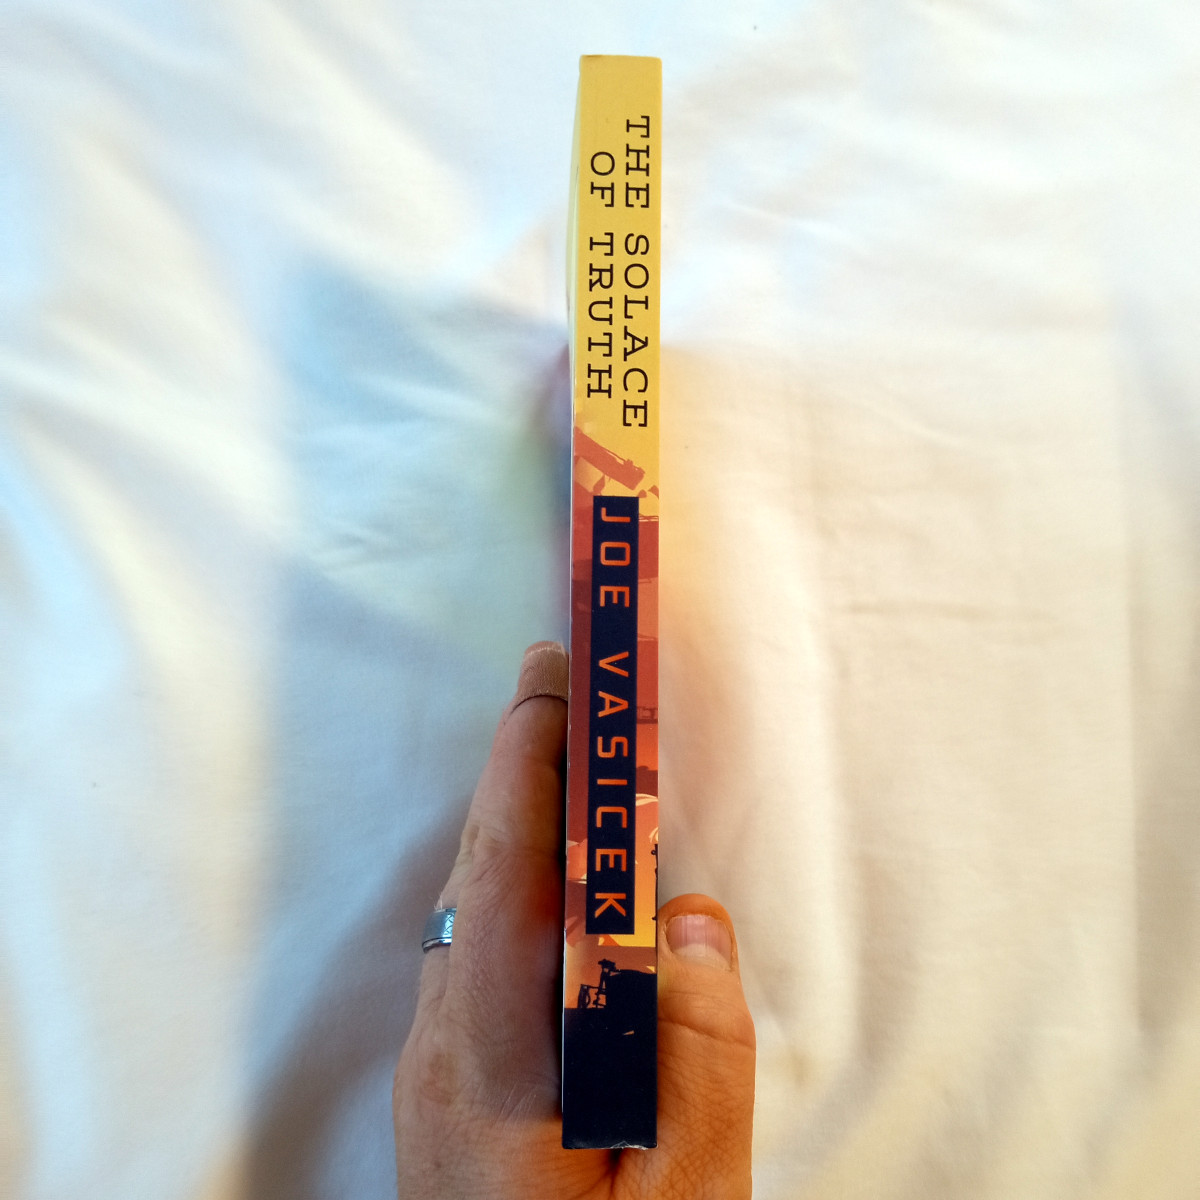 THE SOLACE
OF TRUTH
JOE VASICEK